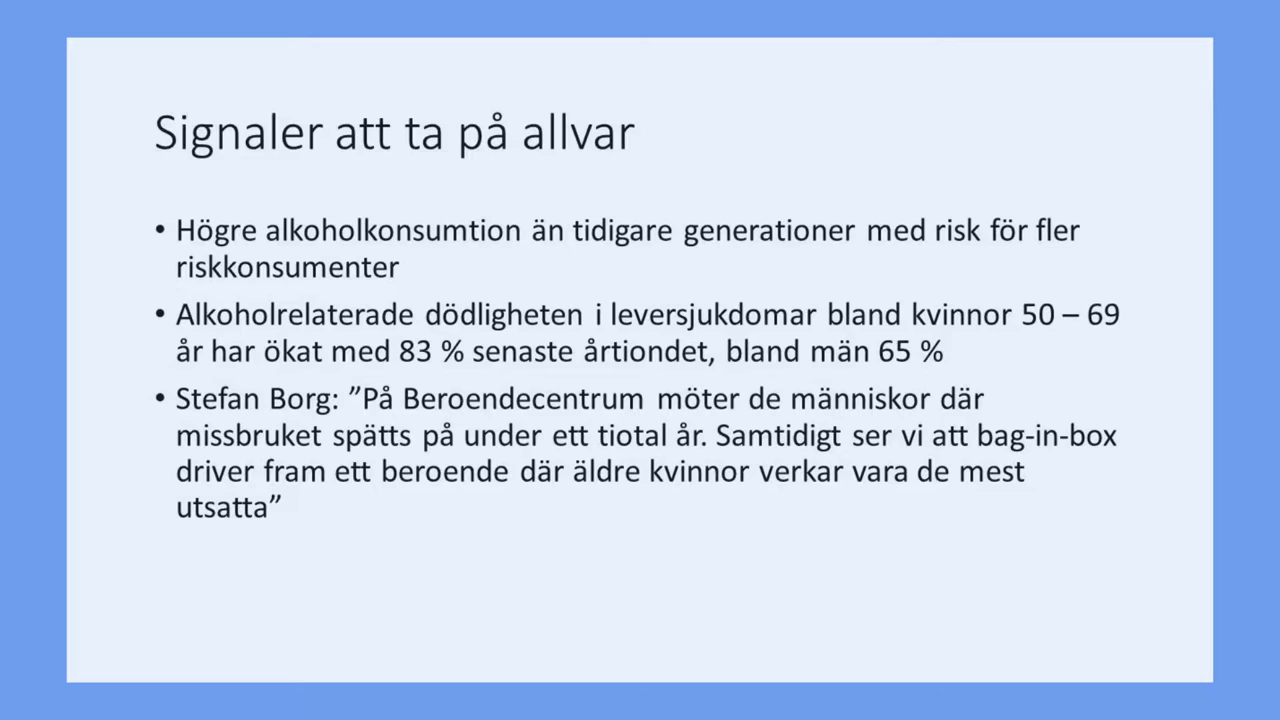 Signaler att ta på allvar
• Högre alkoholkonsumtion än tidigare generationer med risk för fler
riskkonsumenter
• Alkoholrelaterade dödligheten i leversjukdomar bland kvinnor 50 – 69
år har ökat med 83 % senaste årtiondet, bland män 65 %
• Stefan Borg: ”På Beroendecentrum möter de människor där
missbruket spätts på under ett tiotal år. Samtidigt ser vi att bag-in-box
driver fram ett beroende där äldre kvinnor verkar vara de mest
utsatta”